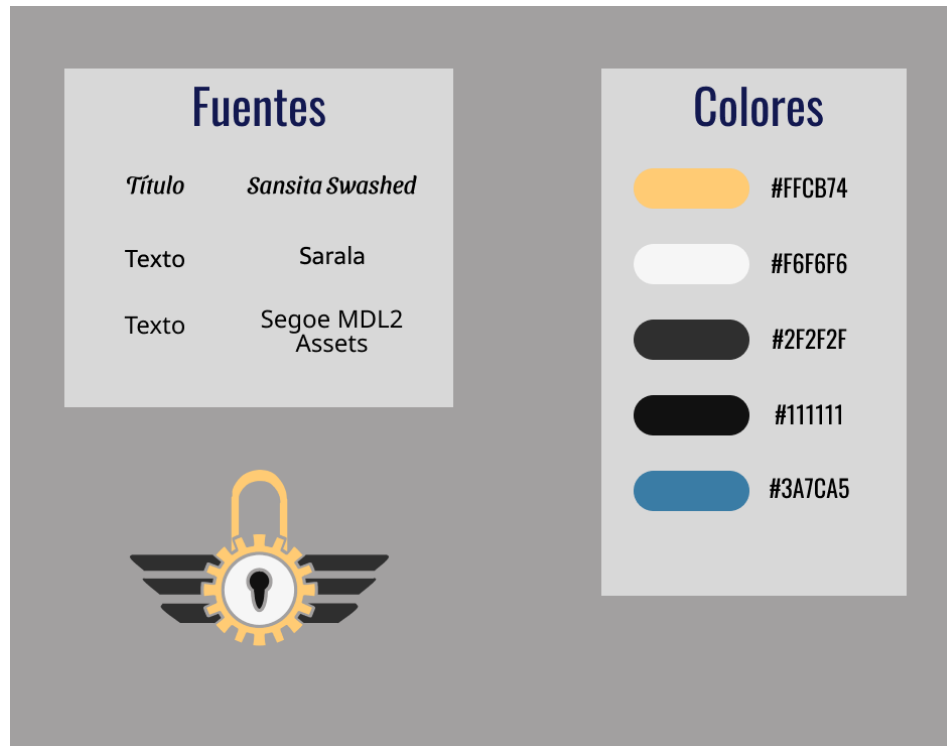 Fuentes
Título Sansita Swashed
Texto Sarala
Texto Segoe MDL2
Assets
Colores
#FFCB74
#F6F6F6
#2F2F2F
#111111
#3A7CA5